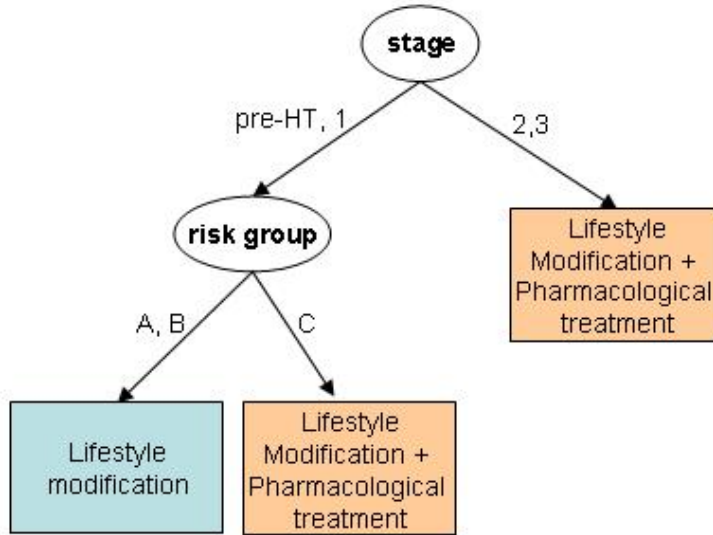 stage
pre-HT, 1
2,3
risk group
Lifestyle
Modification +
Pharmacological
treatment
A, B
C
Lifestyle
modification
Lifestyle
Modification +
Pharmacological
treatment